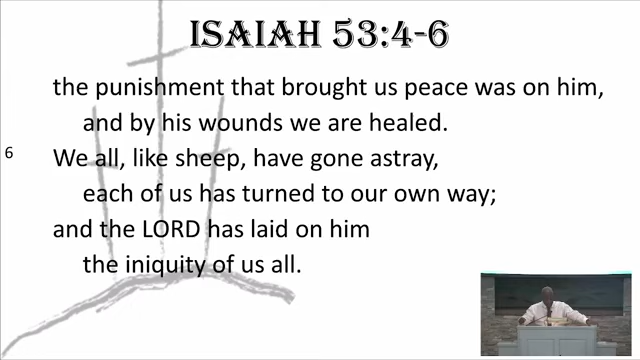 ISAIAH 53:4-6
the punishment that brought us peace was on him,
and by his wounds we are healed.
6 We all, like sheep, have gone astray,
each of us has turned to our own way;
and the LORD has laid on him
the iniquity of us all.